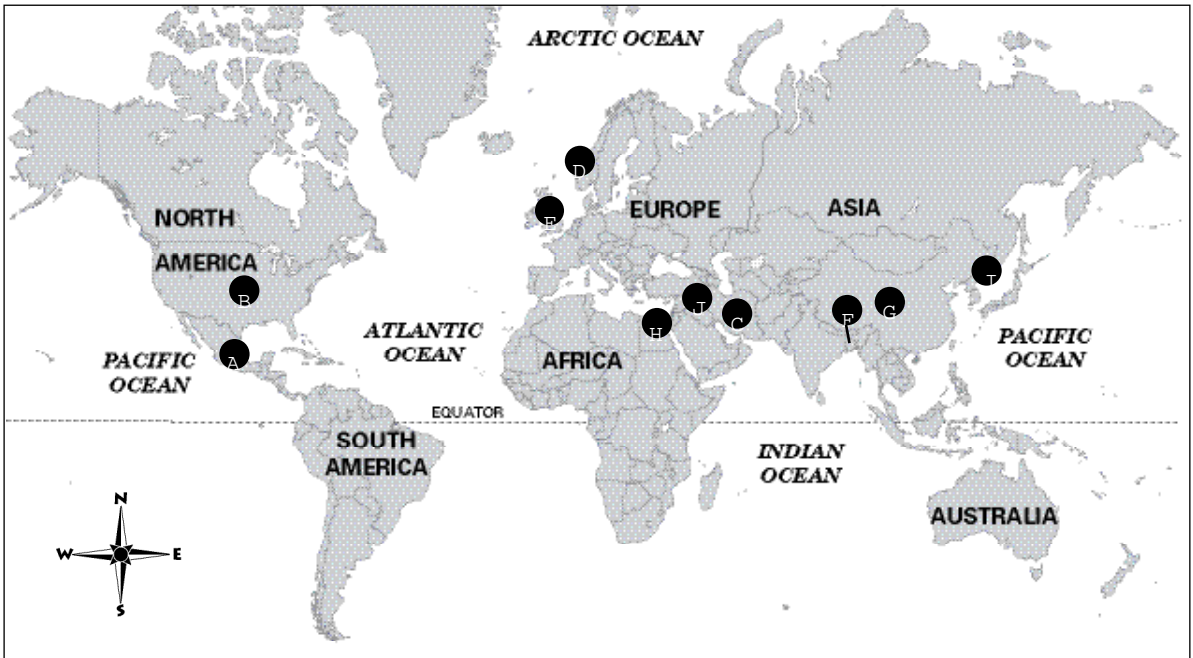 ARCTIC OCEAN
D
E
NORTH
AMERICA
EUROPE
ASIA
B
I
J
C
F
G
H
A
ATLANTIC
OCEAN
PACIFIC
OCEAN
AFRICA
PACIFIC
OCEAN
EQUATOR
SOUTH
AMERICA
INDIAN
OCEAN
AUSTRALIA
N
W E
S